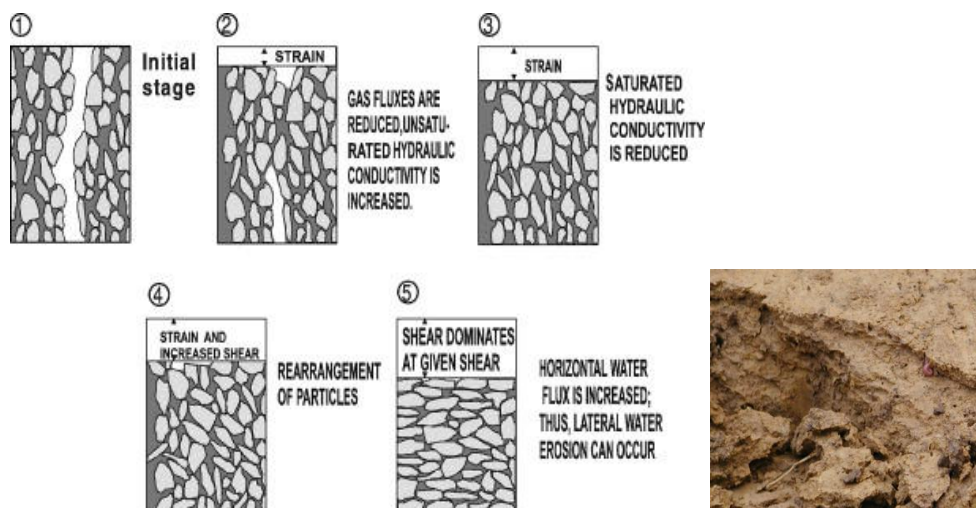 ①
Initial
stage
②
STRAIN
GAS FLUXES ARE
REDUCED,UNSATU-
RATED HYDRAULIC
CONDUCTIVITY IS
INCREASED.
③
STRAIN
SATURATED
HYDRAULIC
CONDUCTIVITY
IS REDUCED
④
STRAIN AND
INCREASED SHEAR
REARRANGEMENT
OF PARTICLES
⑤
SHEAR DOMINATES
AT GIVEN SHEAR
HORIZONTAL WATER
FLUX IS INCREASED;
THUS, LATERAL WATER
EROSION CAN OCCUR